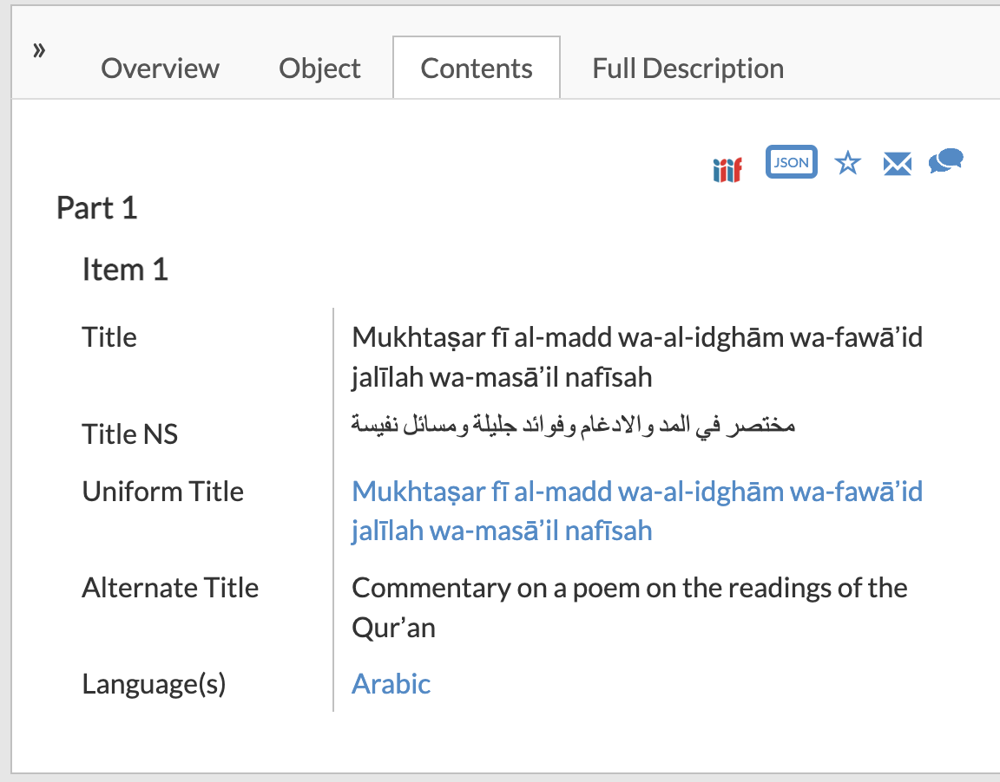 »
Overview Object Contents Full Description
iiif JSON
Part 1
Item 1
Title Mukhtaṣar fī al-madd wa-al-idghām wa-fawā’id
jalīlah wa-masā’il nafīsah
Title NS مختصر في المد والادغام وفوائد جليلة ومسائل نفيسة
Uniform Title Mukhtaṣar fī al-madd wa-al-idghām wa-fawā’id
jalīlah wa-masā’il nafīsah
Alternate Title Commentary on a poem on the readings of the
Qur’an
Language(s) Arabic